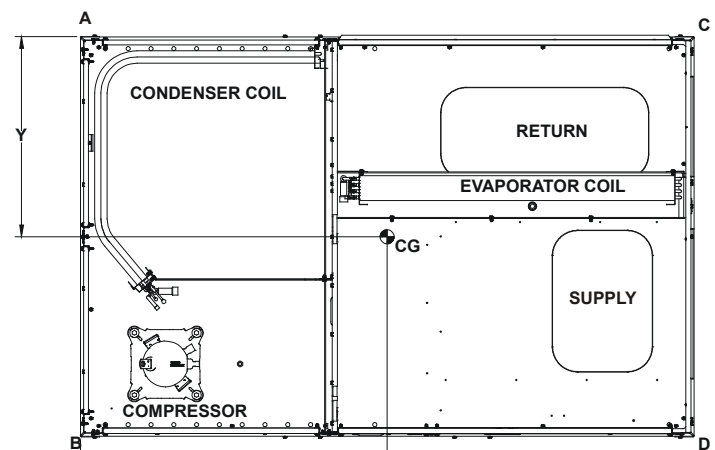 A
C
CONDENSER COIL
Y
RETURN
EVAPORATOR COIL
CG
SUPPLY
COMPRESSOR
B
D